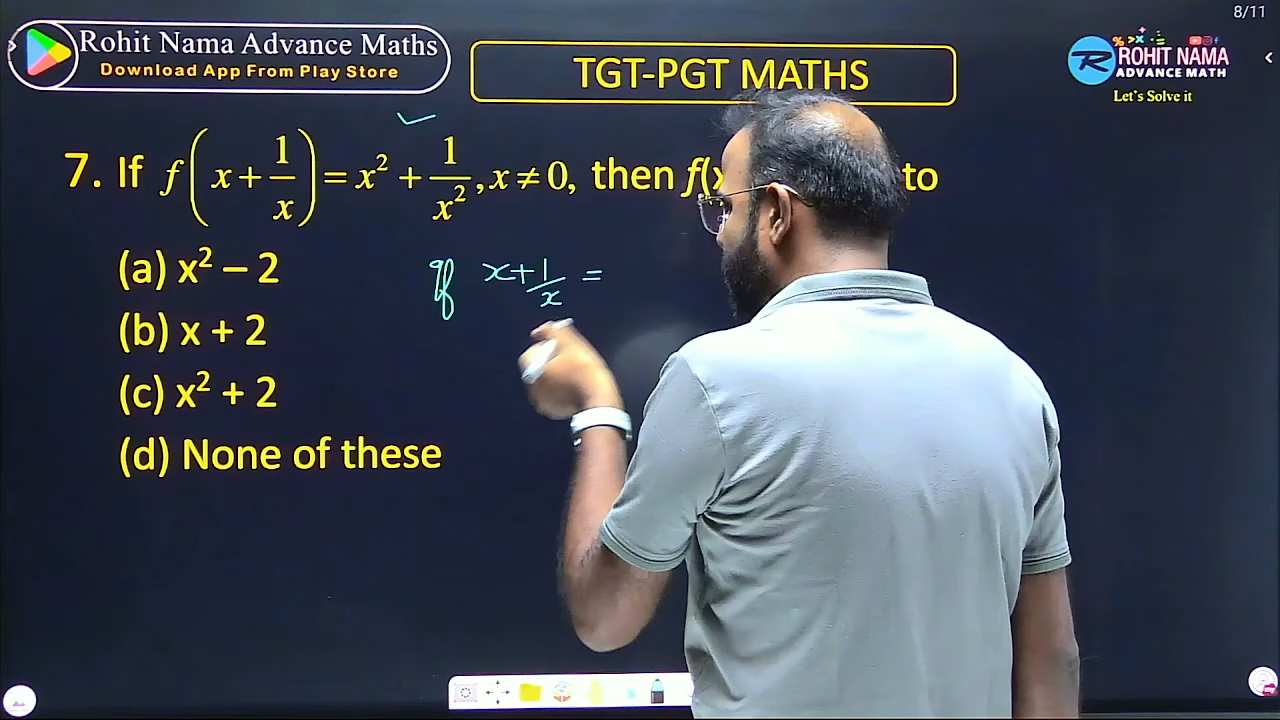 8/11
Rohit Nama Advance Maths
Download App From Play Store
TGT-PGT MATHS
ROHIT NAMA
ADVANCE MATH
Let's Solve it
7. If f(x + 1/x) = x² + 1/x², x ≠ 0, then f(x to
(a) x² – 2
(b) x + 2
(c) x² + 2
(d) None of these
If x + 1/x =